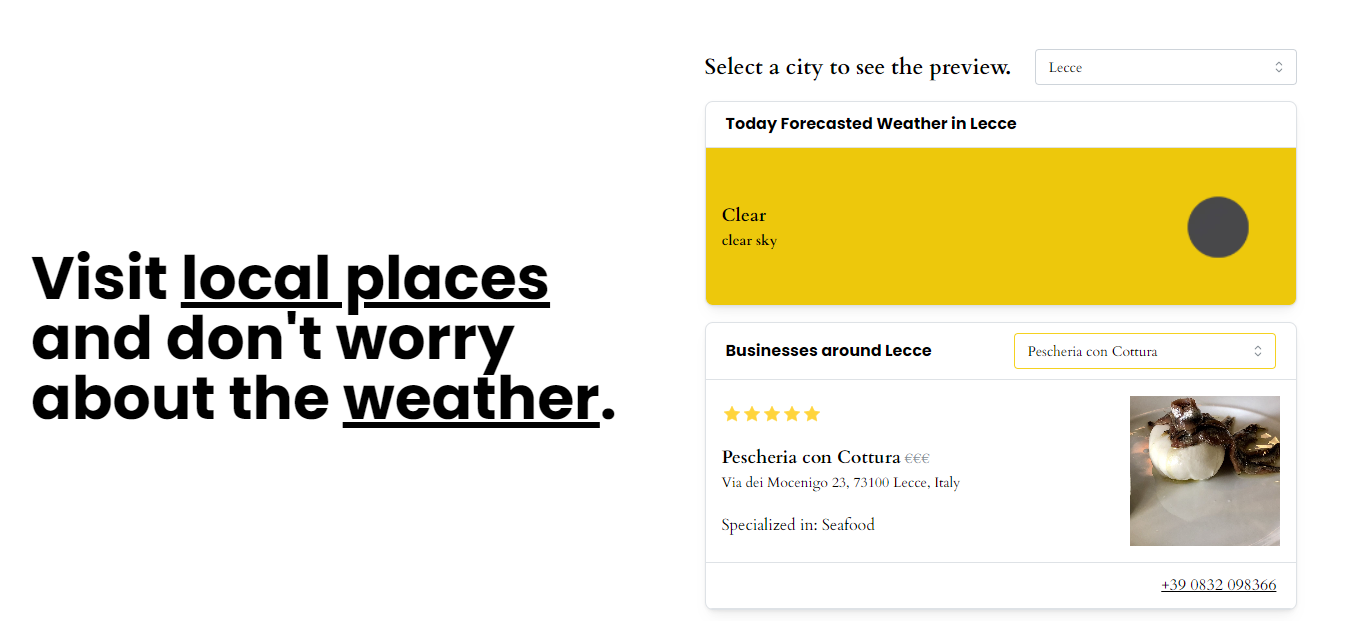 Visit local places
and don't worry
about the weather.
Select a city to see the preview.
Lecce
Today Forecasted Weather in Lecce
Clear
clear sky
Businesses around Lecce
Pescheria con Cottura
Pescheria con Cottura €€€
Via dei Mocenigo 23, 73100 Lecce, Italy
Specialized in: Seafood
+39 0832 098366